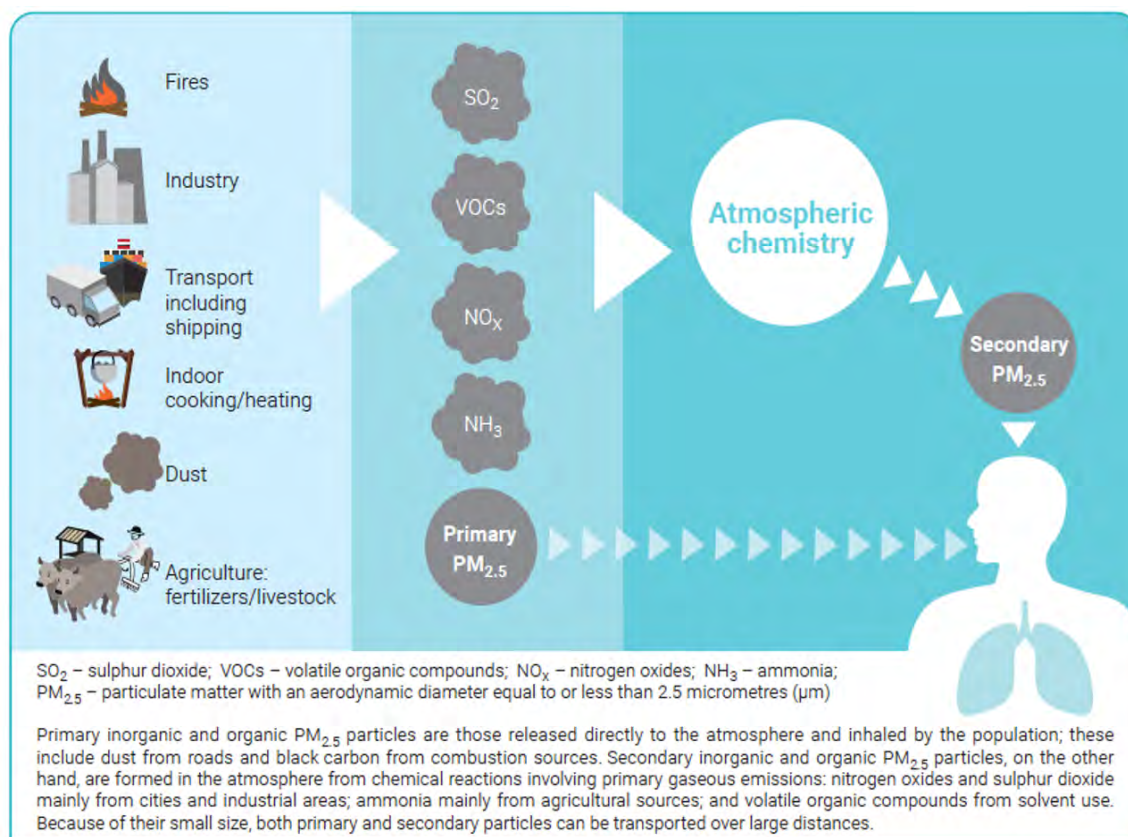 Fires
Industry
Transport
including
shipping
Indoor
cooking/heating
Dust
Agriculture:
fertilizers/livestock
SO₂
VOCs
NOₓ
NH₃
Primary
PM₂.₅
Atmospheric
chemistry
Secondary
PM₂.₅
SO₂ – sulphur dioxide; VOCs – volatile organic compounds; NOₓ – nitrogen oxides; NH₃ – ammonia;
PM₂.₅ – particulate matter with an aerodynamic diameter equal to or less than 2.5 micrometres (µm)
Primary inorganic and organic PM₂.₅ particles are those released directly to the atmosphere and inhaled by the population; these
include dust from roads and black carbon from combustion sources. Secondary inorganic and organic PM₂.₅ particles, on the other
hand, are formed in the atmosphere from chemical reactions involving primary gaseous emissions: nitrogen oxides and sulphur dioxide
mainly from cities and industrial areas; ammonia mainly from agricultural sources; and volatile organic compounds from solvent use.
Because of their small size, both primary and secondary particles can be transported over large distances.